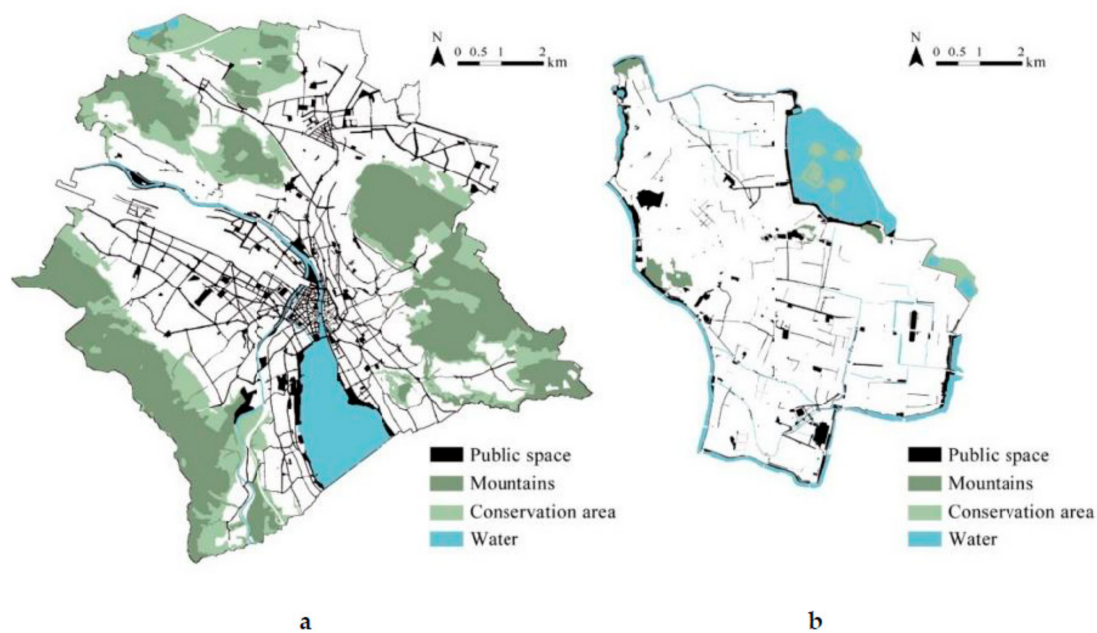 N
0 0.5 1 2
km
N
0 0.5 1 2
km
Public space
Mountains
Conservation area
Water
Public space
Mountains
Conservation area
Water
a
b